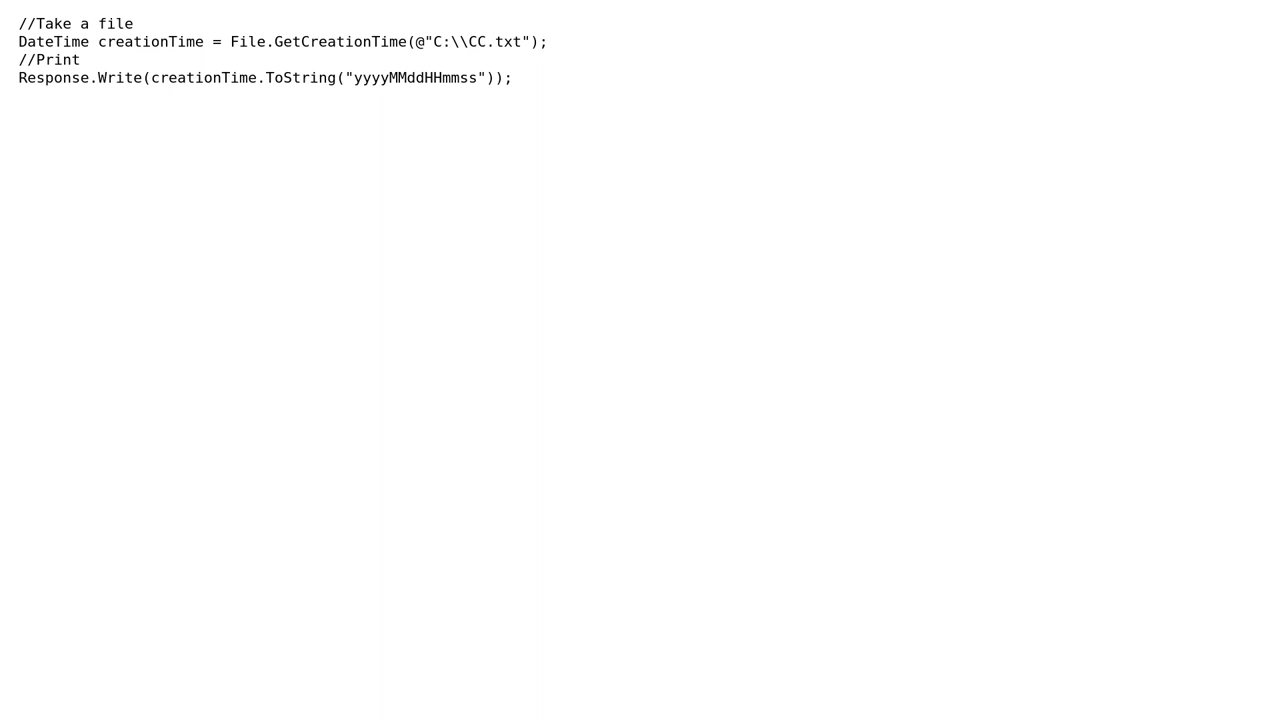 //Take a file
DateTime creationTime = File.GetCreationTime(@"C:\\CC.txt");
//Print
Response.Write(creationTime.ToString("yyyyMMddHHmmss"));